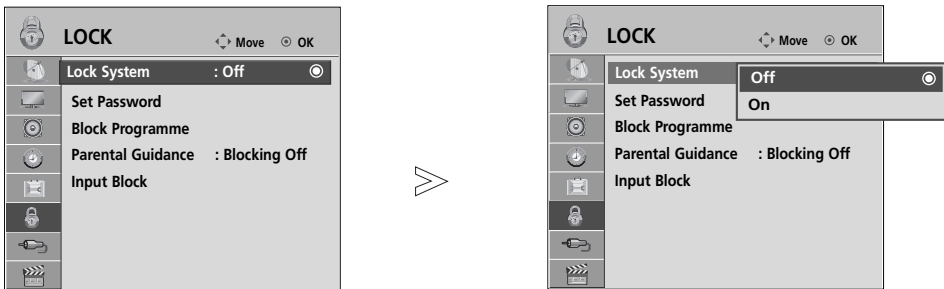 LOCK
Move OK
Lock System : Off
Set Password
Block Programme
Parental Guidance : Blocking Off
Input Block
LOCK
Move OK
Lock System
Off
Set Password
On
Block Programme
Parental Guidance : Blocking Off
Input Block